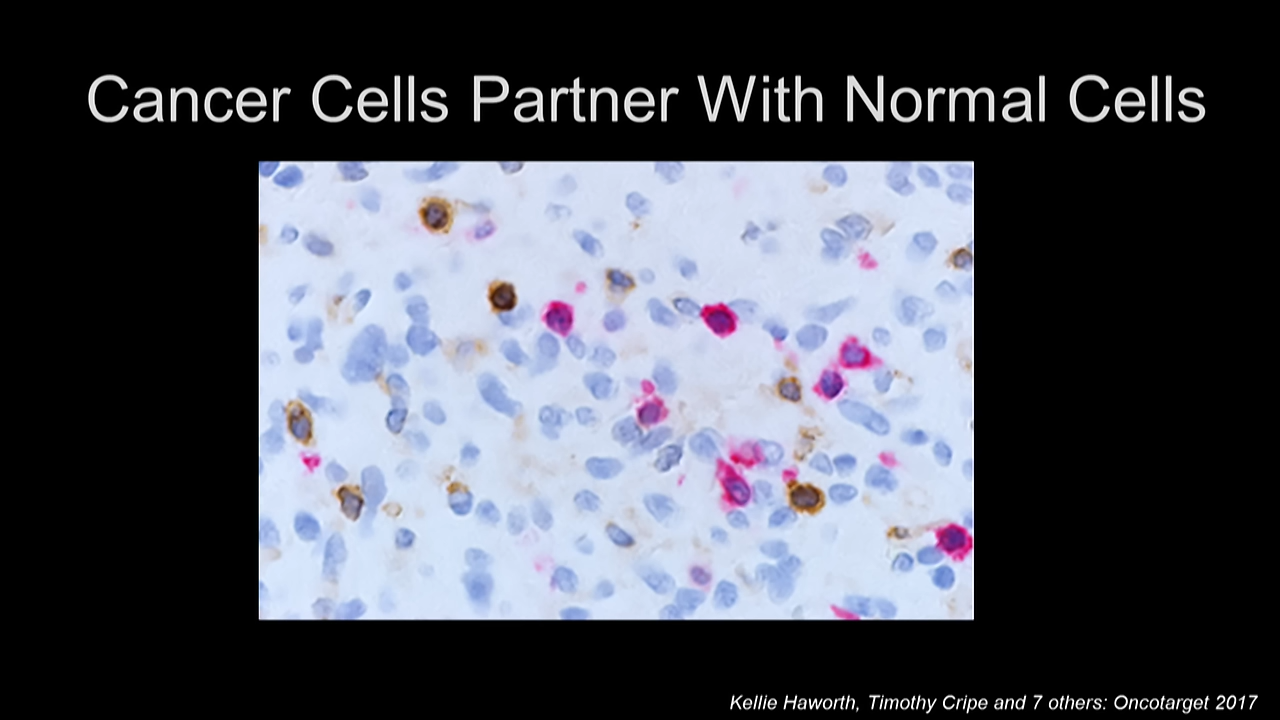 Cancer Cells Partner With Normal Cells
Kellie Haworth, Timothy Cripe and 7 others: Oncotarget 2017